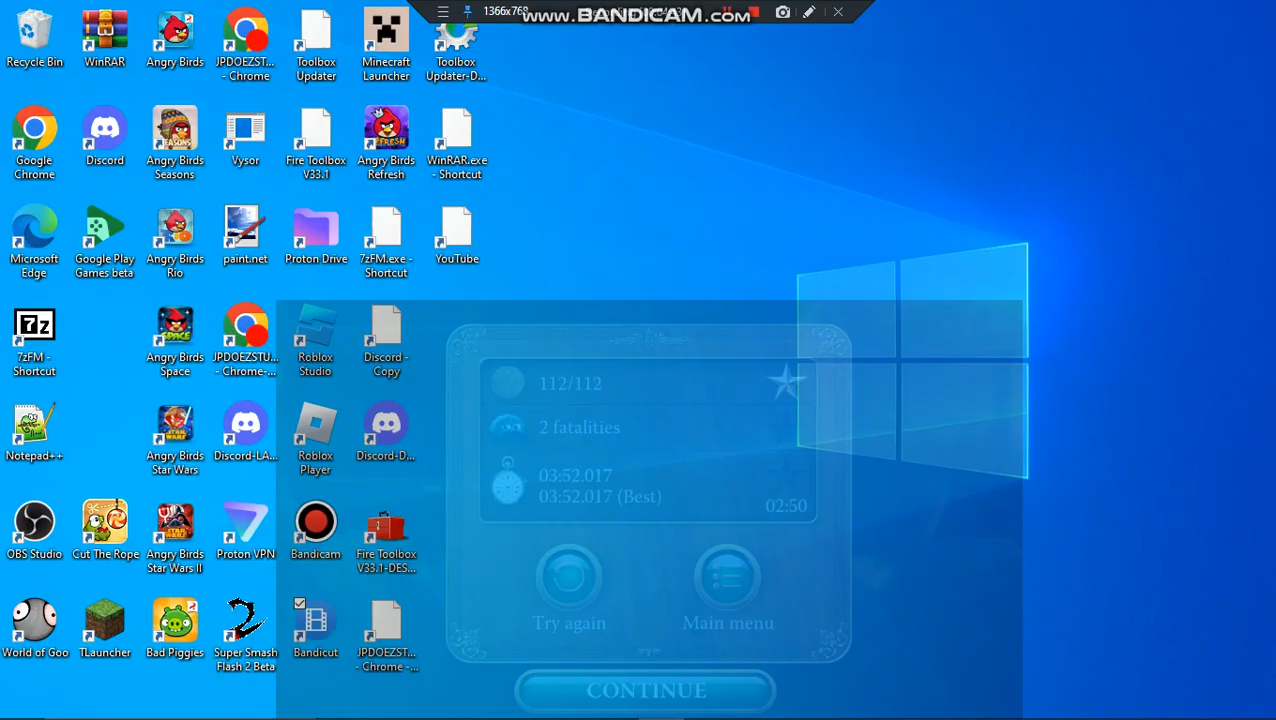 1366x768
www.BANDICAM.com
Recycle Bin
WinRAR
Angry Birds
JPDOEZST...
- Chrome
Toolbox
Updater
Minecraft
Launcher
Toolbox
Updater-D...
Google
Chrome
Discord
Angry Birds
Seasons
Vysor
Fire Toolbox
V33.1
Angry Birds
Refresh
WinRAR.exe
- Shortcut
Microsoft
Edge
Google Play
Games beta
Angry Birds
Rio
paint.net
Proton Drive
7zFM.exe -
Shortcut
YouTube
7zFM -
Shortcut
Angry Birds
Space
JPDOEZSTU...
- Chrome-...
Roblox
Studio
Discord -
Copy
Notepad++
Angry Birds
Star Wars
Discord-LA...
Roblox
Player
Discord-D...
OBS Studio
Cut The Rope
Angry Birds
Star Wars II
Proton VPN
Bandicam
Fire Toolbox
V33.1-DES...
World of Goo
TLauncher
Bad Piggies
Super Smash
Flash 2 Beta
Bandicut
JPDOEZST...
- Chrome -...
112/112
2 fatalities
03:52.017
03:52.017 (Best)
02:50
Try again
Main menu
CONTINUE